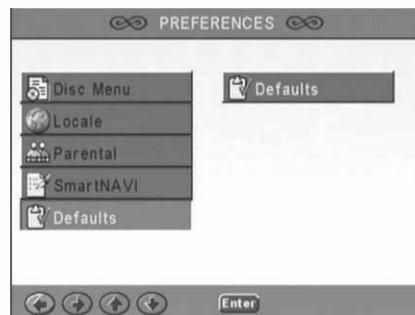 PREFERENCES
Disc Menu
Locale
Parental
SmartNAVI
Defaults
Defaults
Enter